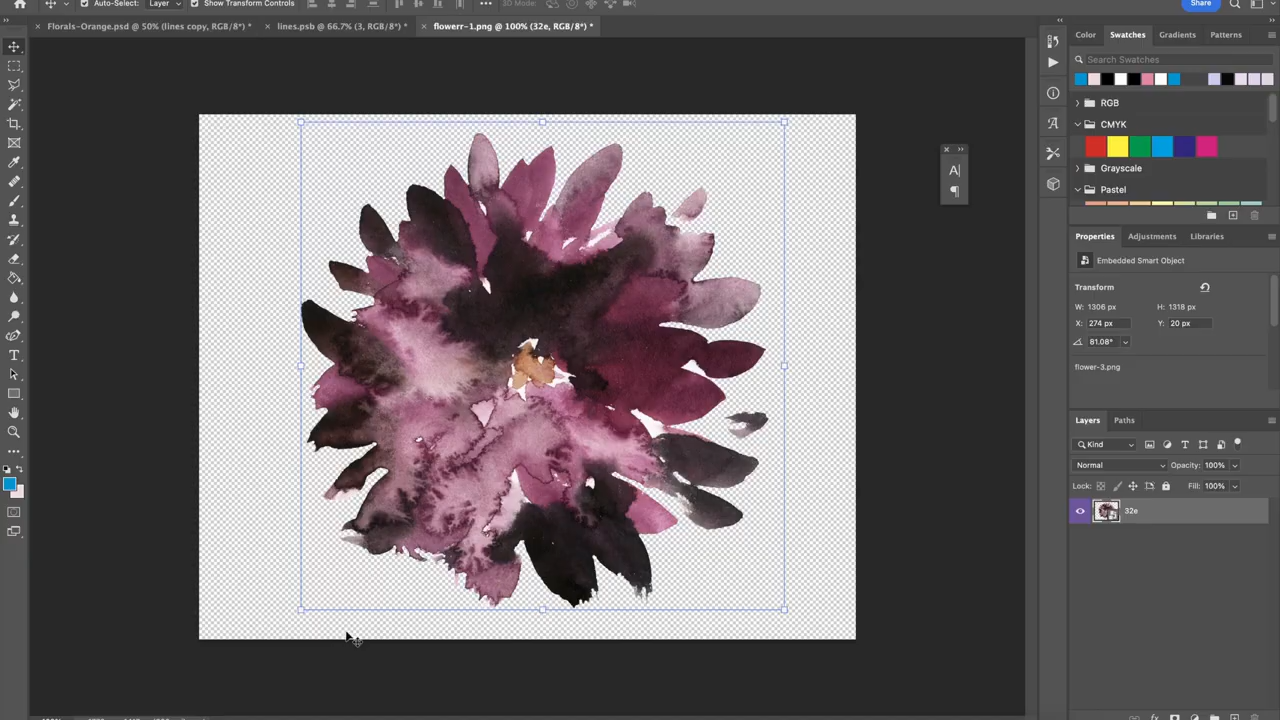 Auto-Select: Layer Show Transform Controls 3D Mode: Share
Florals-Orange.psd @ 50% (lines copy, RGB/8*) * lines.psb @ 66.7% (3, RGB/8*) * flowerr-1.png @ 100% (32e, RGB/8*) *
Color Swatches Gradients Patterns
Search Swatches
RGB
CMYK
Grayscale
Pastel
Properties Adjustments Libraries
Embedded Smart Object
Transform
W: 1306 px H: 1318 px
X: 274 px Y: 20 px
81.08°
flower-3.png
Layers Paths
Kind
Normal Opacity: 100%
Lock: Fill: 100%
32e